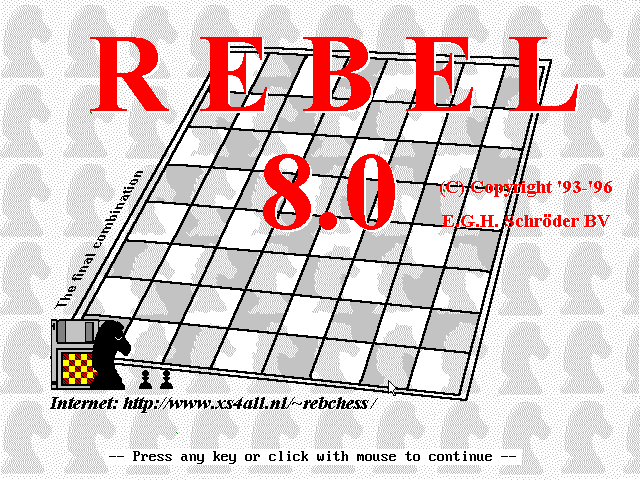 R E B E L
8.0
(C) Copyright '93-'96
E.G.H. Schröder BV
The final combination
Internet: http://www.xs4all.nl/~rebchess/
-- Press any key or click with mouse to continue --